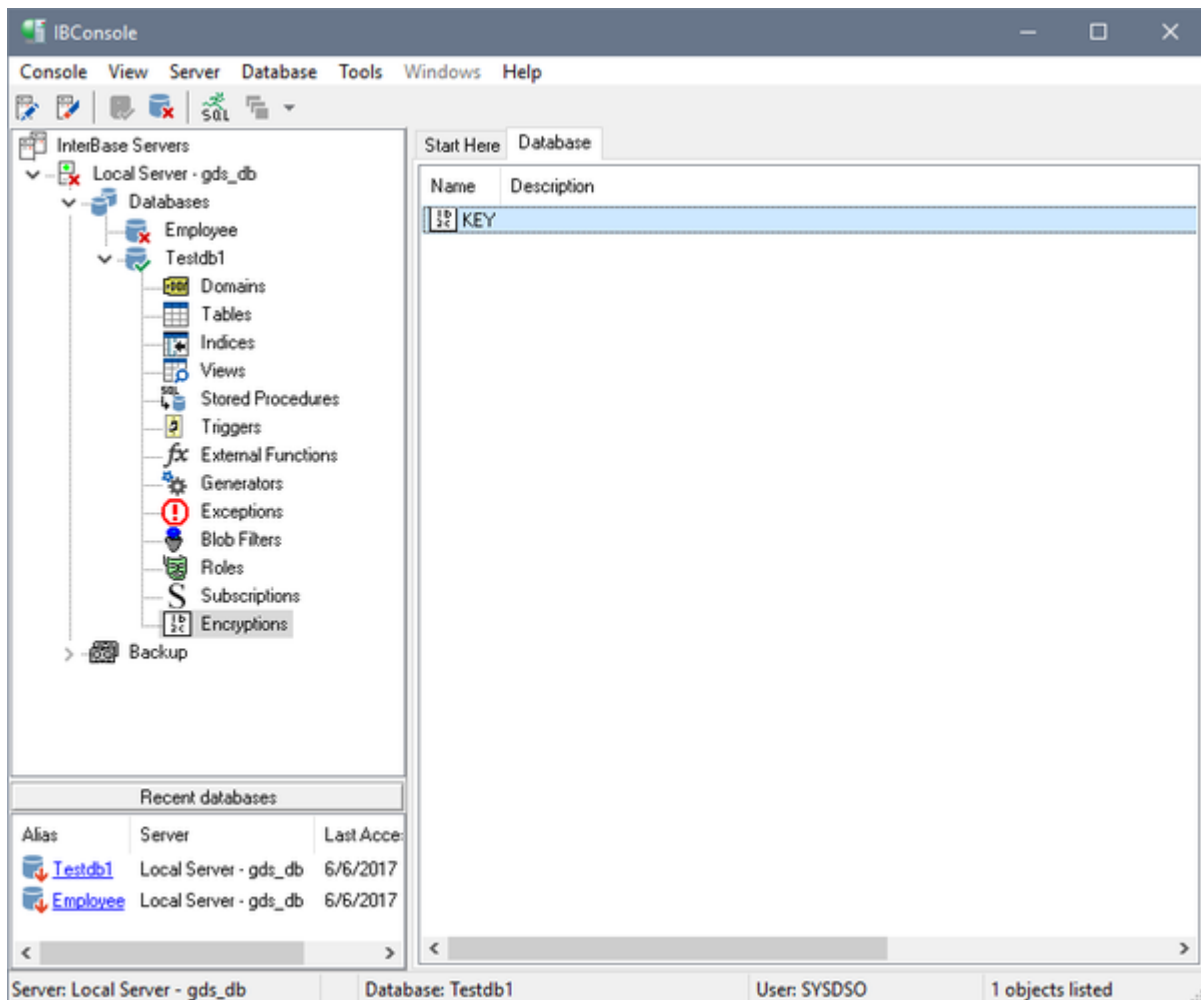 IBConsole
Console View Server Database Tools Windows Help
SQL
InterBase Servers
Local Server - gds_db
Databases
Employee
Testdb1
Domains
Tables
Indices
Views
Stored Procedures
Triggers
fx External Functions
Generators
Exceptions
Blob Filters
Roles
S Subscriptions
Encryptions
Backup
Start Here Database
Name Description
KEY
Recent databases
Alias Server Last Acce
Testdb1 Local Server - gds_db 6/6/2017
Employee Local Server - gds_db 6/6/2017
Server: Local Server - gds_db Database: Testdb1 User: SYSDSO 1 objects listed